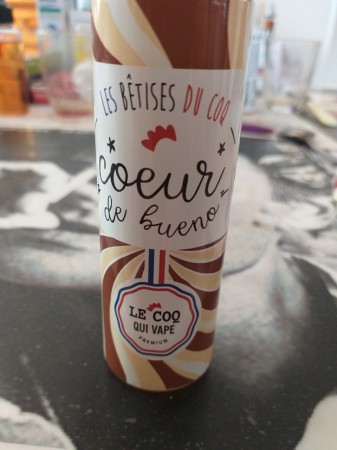 LES BÊTISES DU COQ
coeur
de bueno
LE COQ
QUI VAPE
PREMIUM